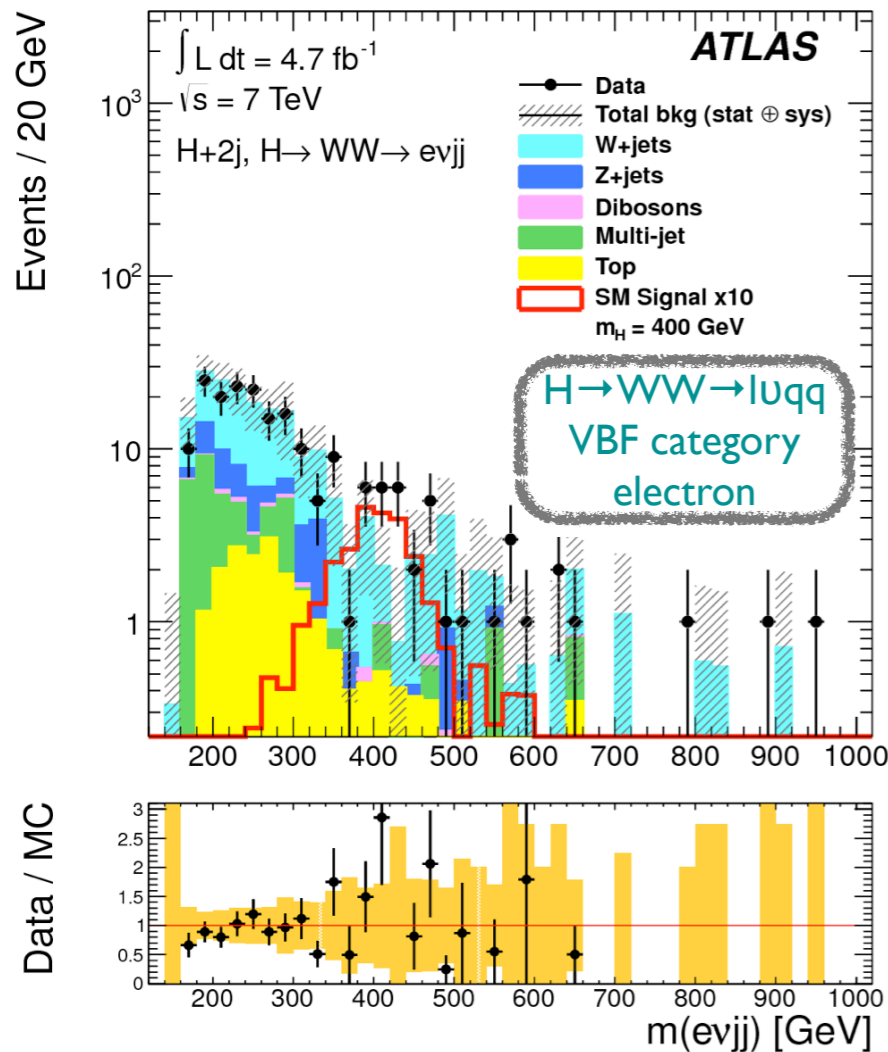 ATLAS
∫ L dt = 4.7 fb⁻¹
√s = 7 TeV
H+2j, H→ WW→ eνjj
Data
Total bkg (stat ⊕ sys)
W+jets
Z+jets
Dibosons
Multi-jet
Top
SM Signal x10
m_H = 400 GeV
H→WW→lυqq
VBF category
electron
Events / 20 GeV
10³
10²
10
1
200 300 400 500 600 700 800 900 1000
Data / MC
3
2.5
2
1.5
1
0.5
0
200 300 400 500 600 700 800 900 1000
m(eνjj) [GeV]